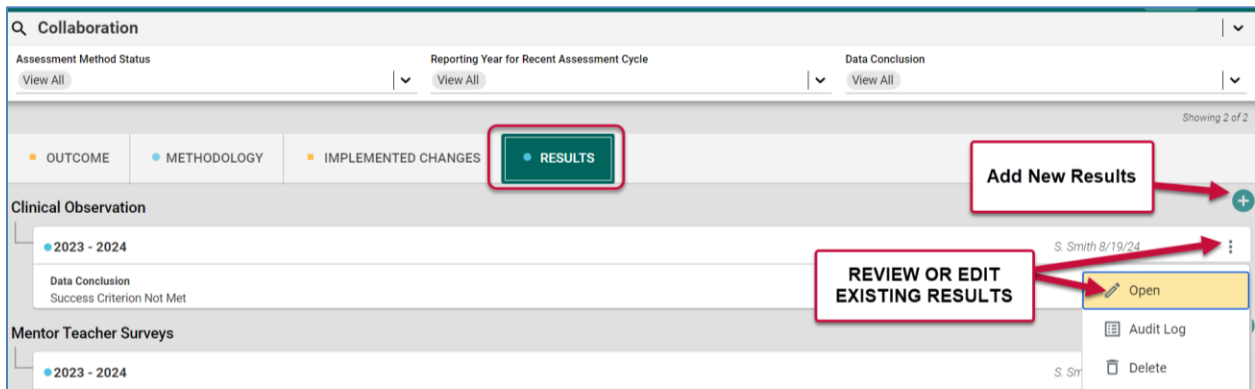 Collaboration
Assessment Method Status
Reporting Year for Recent Assessment Cycle
Data Conclusion
View All
View All
View All
Showing 2 of 2
OUTCOME
METHODOLOGY
IMPLEMENTED CHANGES
RESULTS
Add New Results
Clinical Observation
2023 - 2024
S. Smith 8/19/24
REVIEW OR EDIT
EXISTING RESULTS
Data Conclusion
Success Criterion Not Met
Open
Audit Log
Delete
Mentor Teacher Surveys
2023 - 2024
S. Sm